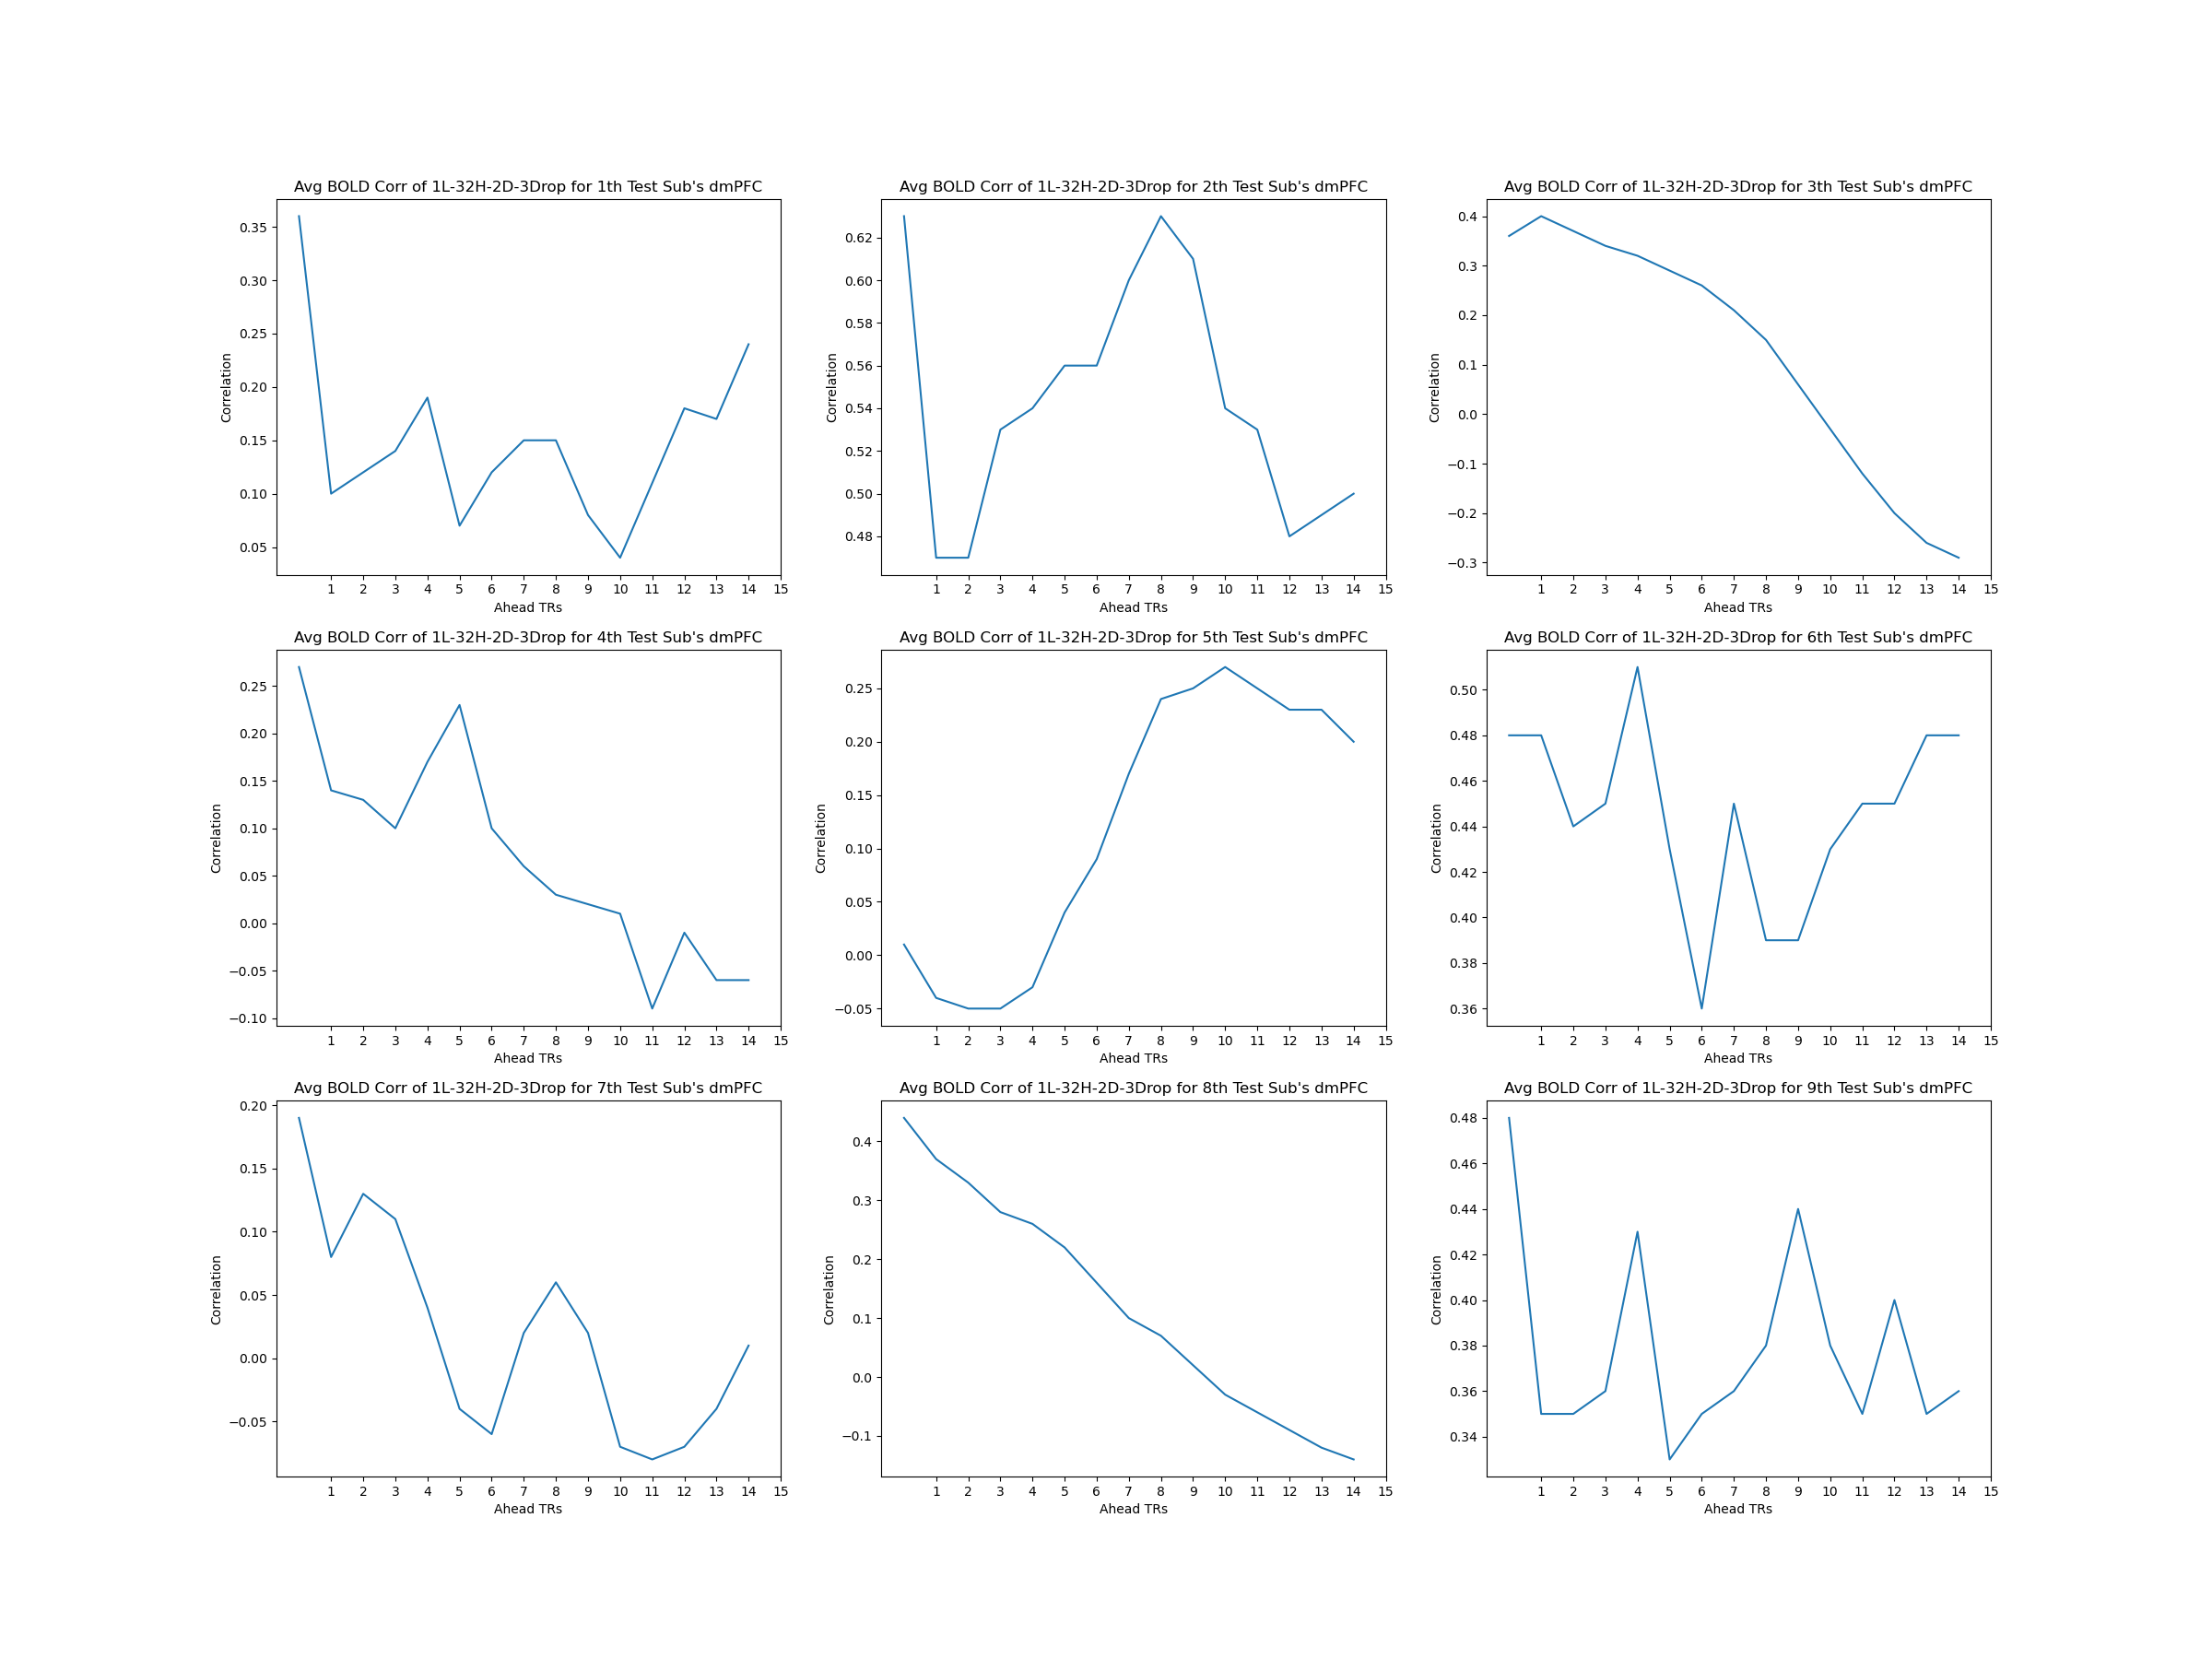 Avg BOLD Corr of 1L-32H-2D-3Drop for 1th Test Sub's dmPFC
0.35
0.30
0.25
0.20
0.15
0.10
0.05
Correlation
1 2 3 4 5 6 7 8 9 10 11 12 13 14 15
Ahead TRs
Avg BOLD Corr of 1L-32H-2D-3Drop for 2th Test Sub's dmPFC
0.62
0.60
0.58
0.56
0.54
0.52
0.50
0.48
Correlation
1 2 3 4 5 6 7 8 9 10 11 12 13 14 15
Ahead TRs
Avg BOLD Corr of 1L-32H-2D-3Drop for 3th Test Sub's dmPFC
0.4
0.3
0.2
0.1
0.0
−0.1
−0.2
−0.3
Correlation
1 2 3 4 5 6 7 8 9 10 11 12 13 14 15
Ahead TRs
Avg BOLD Corr of 1L-32H-2D-3Drop for 4th Test Sub's dmPFC
0.25
0.20
0.15
0.10
0.05
0.00
−0.05
−0.10
Correlation
1 2 3 4 5 6 7 8 9 10 11 12 13 14 15
Ahead TRs
Avg BOLD Corr of 1L-32H-2D-3Drop for 5th Test Sub's dmPFC
0.25
0.20
0.15
0.10
0.05
0.00
−0.05
Correlation
1 2 3 4 5 6 7 8 9 10 11 12 13 14 15
Ahead TRs
Avg BOLD Corr of 1L-32H-2D-3Drop for 6th Test Sub's dmPFC
0.50
0.48
0.46
0.44
0.42
0.40
0.38
0.36
Correlation
1 2 3 4 5 6 7 8 9 10 11 12 13 14 15
Ahead TRs
Avg BOLD Corr of 1L-32H-2D-3Drop for 7th Test Sub's dmPFC
0.20
0.15
0.10
0.05
0.00
−0.05
Correlation
1 2 3 4 5 6 7 8 9 10 11 12 13 14 15
Ahead TRs
Avg BOLD Corr of 1L-32H-2D-3Drop for 8th Test Sub's dmPFC
0.4
0.3
0.2
0.1
0.0
−0.1
Correlation
1 2 3 4 5 6 7 8 9 10 11 12 13 14 15
Ahead TRs
Avg BOLD Corr of 1L-32H-2D-3Drop for 9th Test Sub's dmPFC
0.48
0.46
0.44
0.42
0.40
0.38
0.36
0.34
Correlation
1 2 3 4 5 6 7 8 9 10 11 12 13 14 15
Ahead TRs